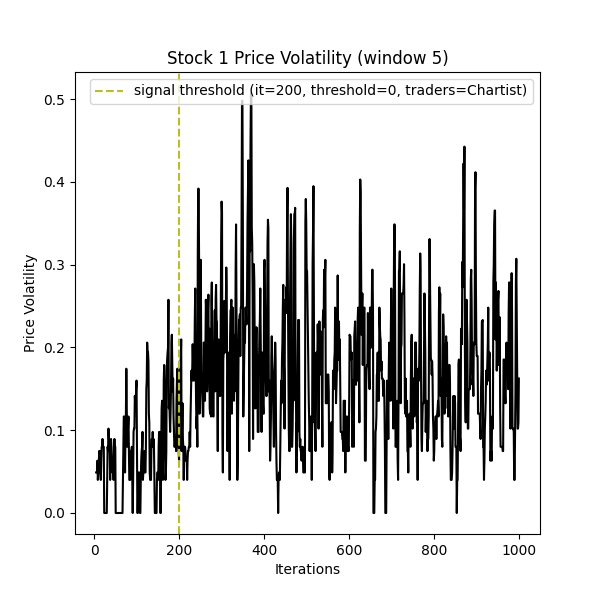 Stock 1 Price Volatility (window 5)
signal threshold (it=200, threshold=0, traders=Chartist)
0.5
0.4
0.3
0.2
0.1
0.0
Price Volatility
0 200 400 600 800 1000
Iterations